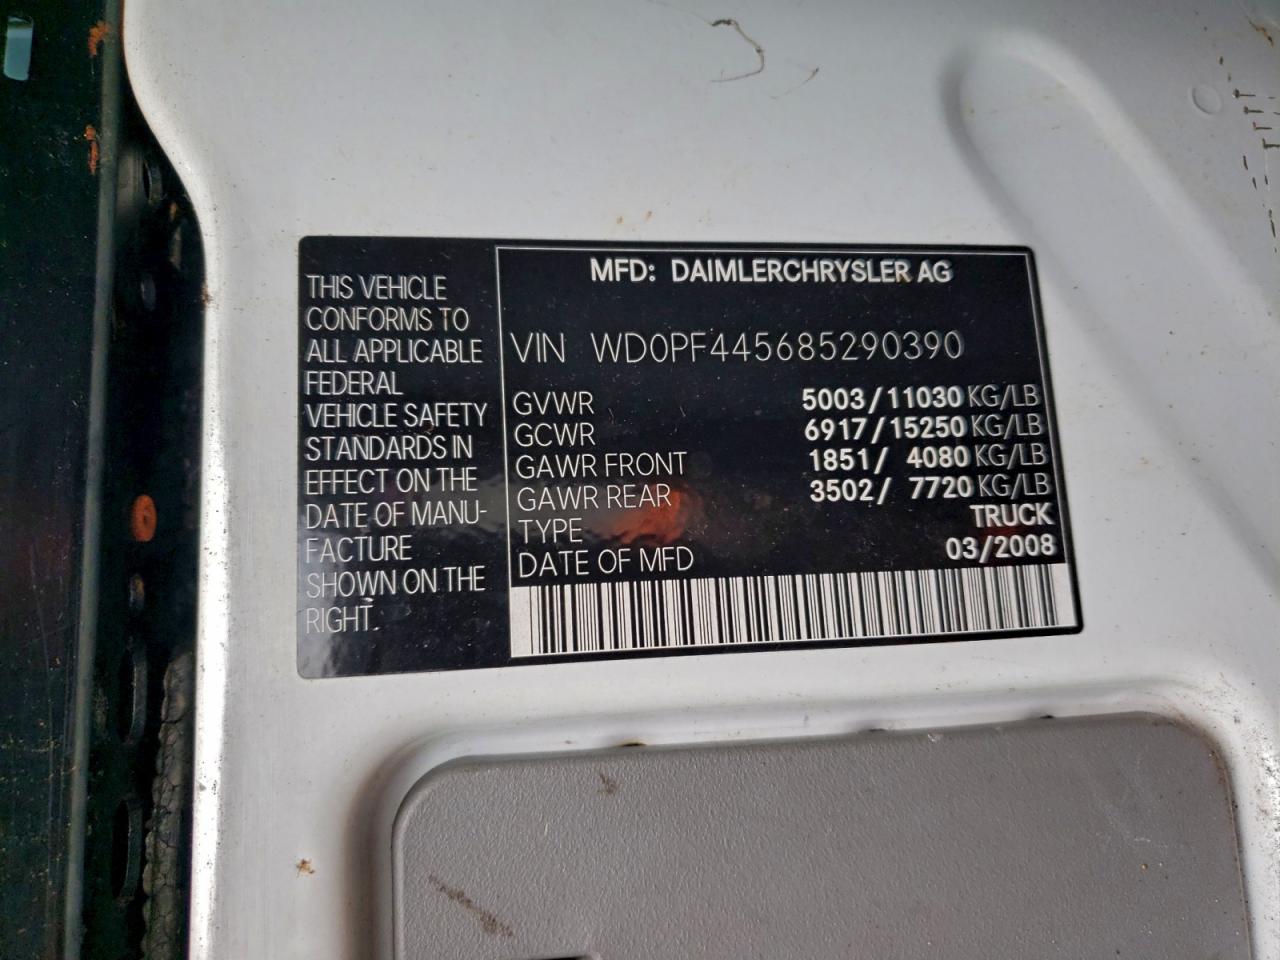 THIS VEHICLE
CONFORMS TO
ALL APPLICABLE
FEDERAL
VEHICLE SAFETY
STANDARDS IN
EFFECT ON THE
DATE OF MANU-
FACTURE
SHOWN ON THE
RIGHT.
MFD: DAIMLERCHRYSLER AG
VIN WD0PF445685290390
GVWR 5003/11030 KG/LB
GCWR 6917/15250 KG/LB
GAWR FRONT 1851/ 4080 KG/LB
GAWR REAR 3502/ 7720 KG/LB
TYPE TRUCK
DATE OF MFD 03/2008